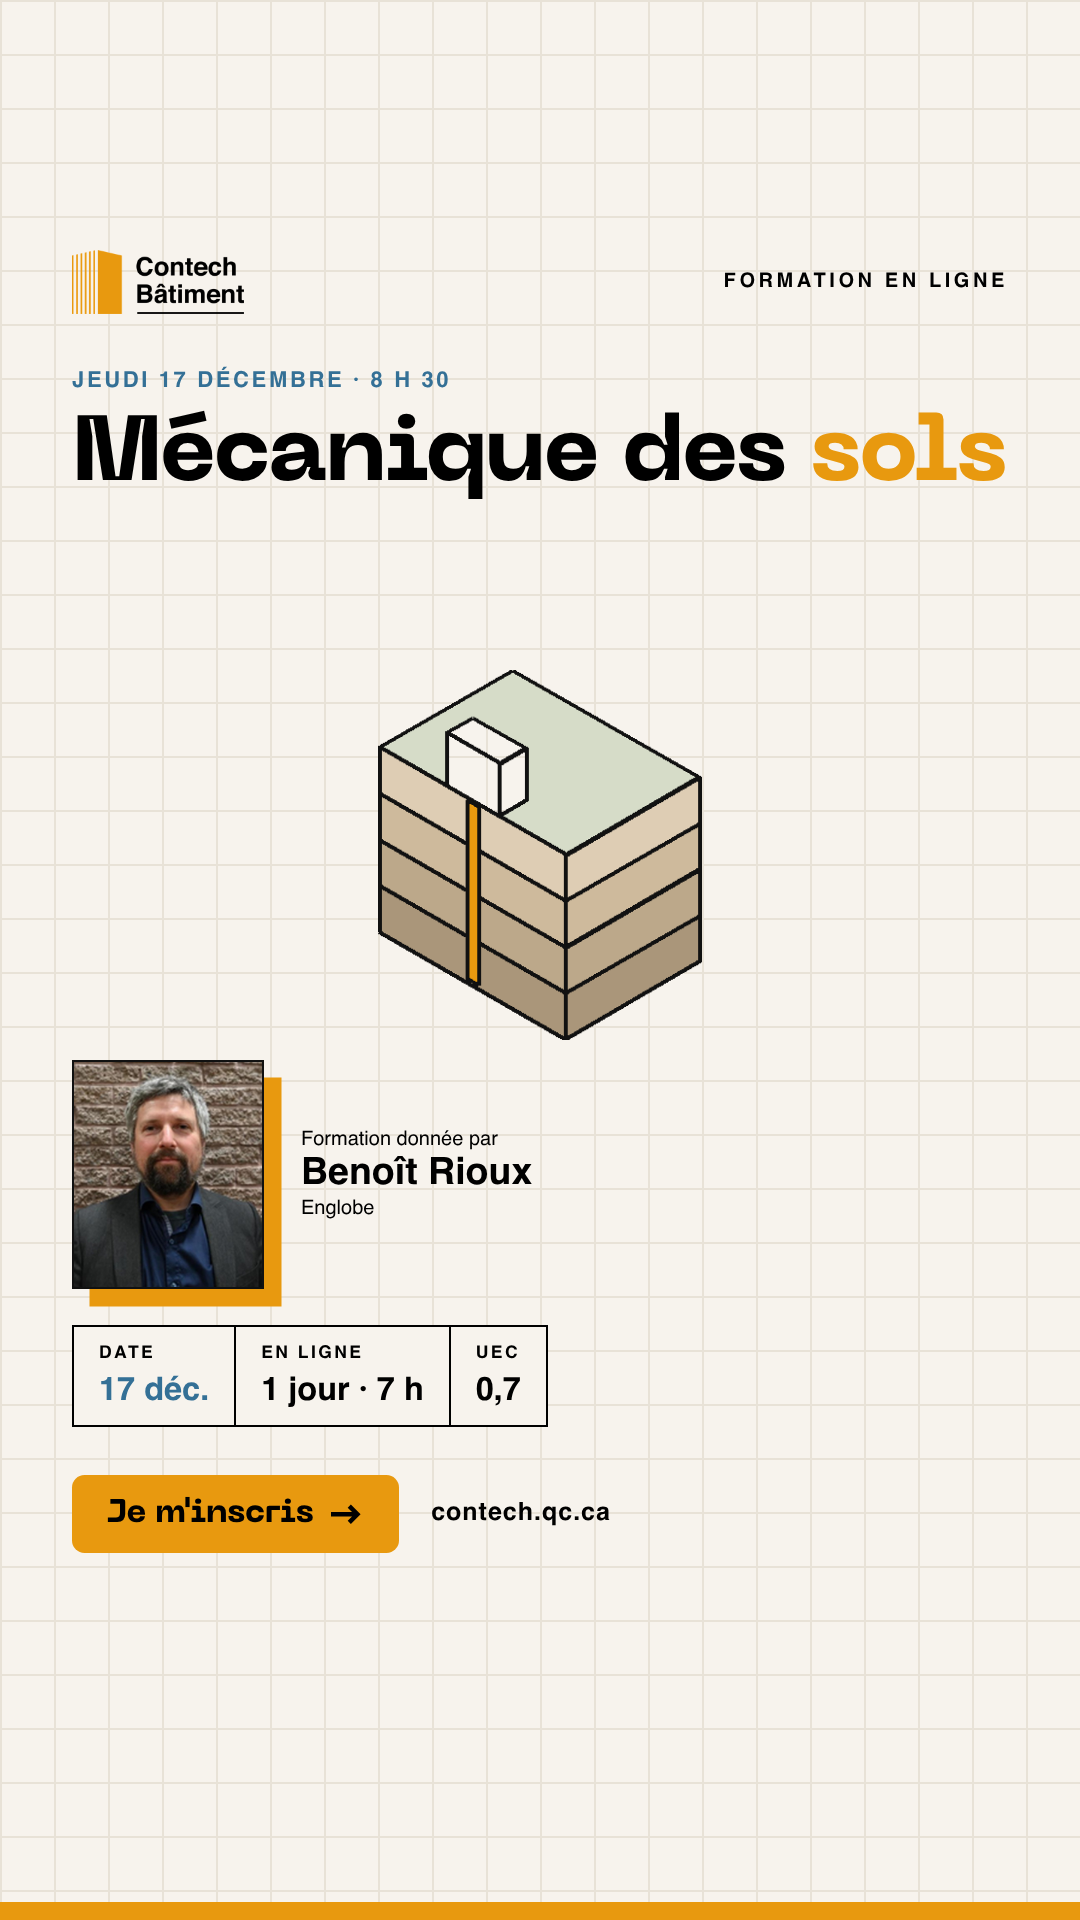 Contech
Bâtiment
FORMATION EN LIGNE
JEUDI 17 DÉCEMBRE · 8 H 30
Mécanique des sols
Formation donnée par
Benoît Rioux
Englobe
DATE
17 déc.
EN LIGNE
1 jour · 7 h
UEC
0,7
Je m'inscris →
contech.qc.ca